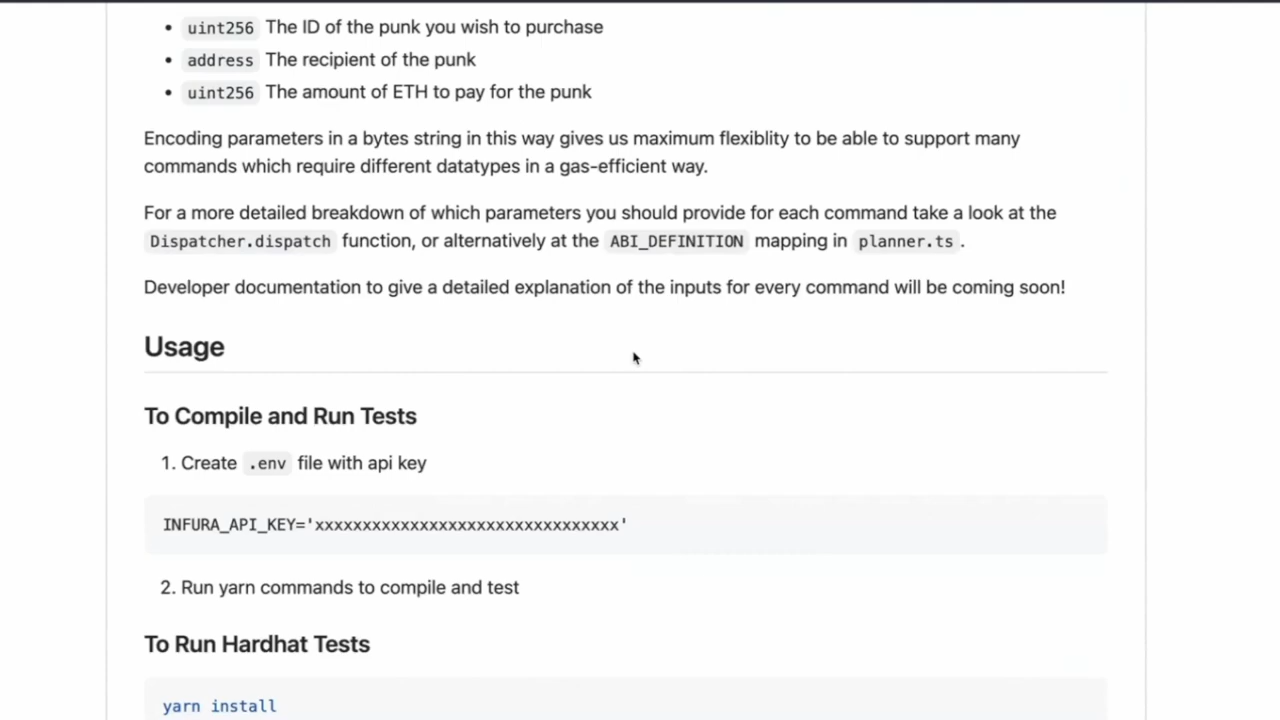 • uint256 The ID of the punk you wish to purchase
• address The recipient of the punk
• uint256 The amount of ETH to pay for the punk
Encoding parameters in a bytes string in this way gives us maximum flexiblity to be able to support many
commands which require different datatypes in a gas-efficient way.
For a more detailed breakdown of which parameters you should provide for each command take a look at the
Dispatcher.dispatch function, or alternatively at the ABI_DEFINITION mapping in planner.ts.
Developer documentation to give a detailed explanation of the inputs for every command will be coming soon!
Usage
To Compile and Run Tests
1. Create .env file with api key
INFURA_API_KEY='xxxxxxxxxxxxxxxxxxxxxxxxxxxxxxxx'
2. Run yarn commands to compile and test
To Run Hardhat Tests
yarn install